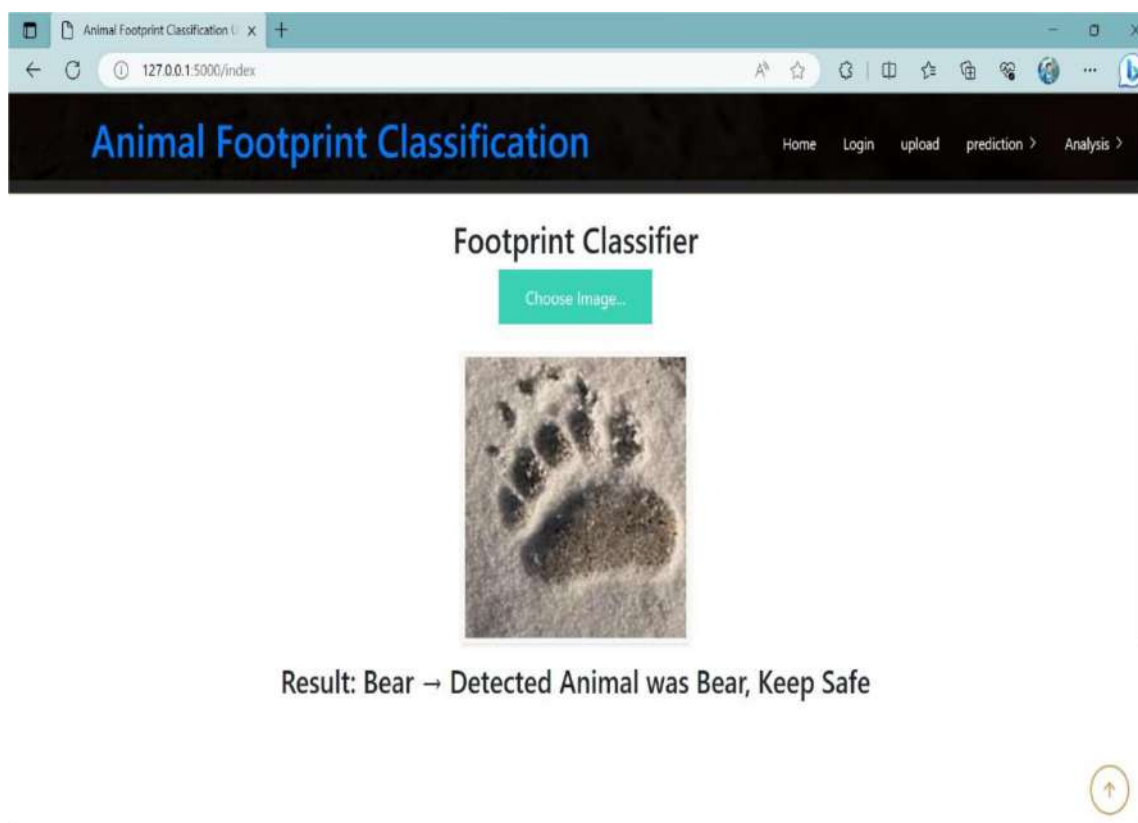 Animal Footprint Classification
127.0.0.1:5000/index
Animal Footprint Classification
Home Login upload prediction > Analysis >
Footprint Classifier
Choose Image...
Result: Bear → Detected Animal was Bear, Keep Safe